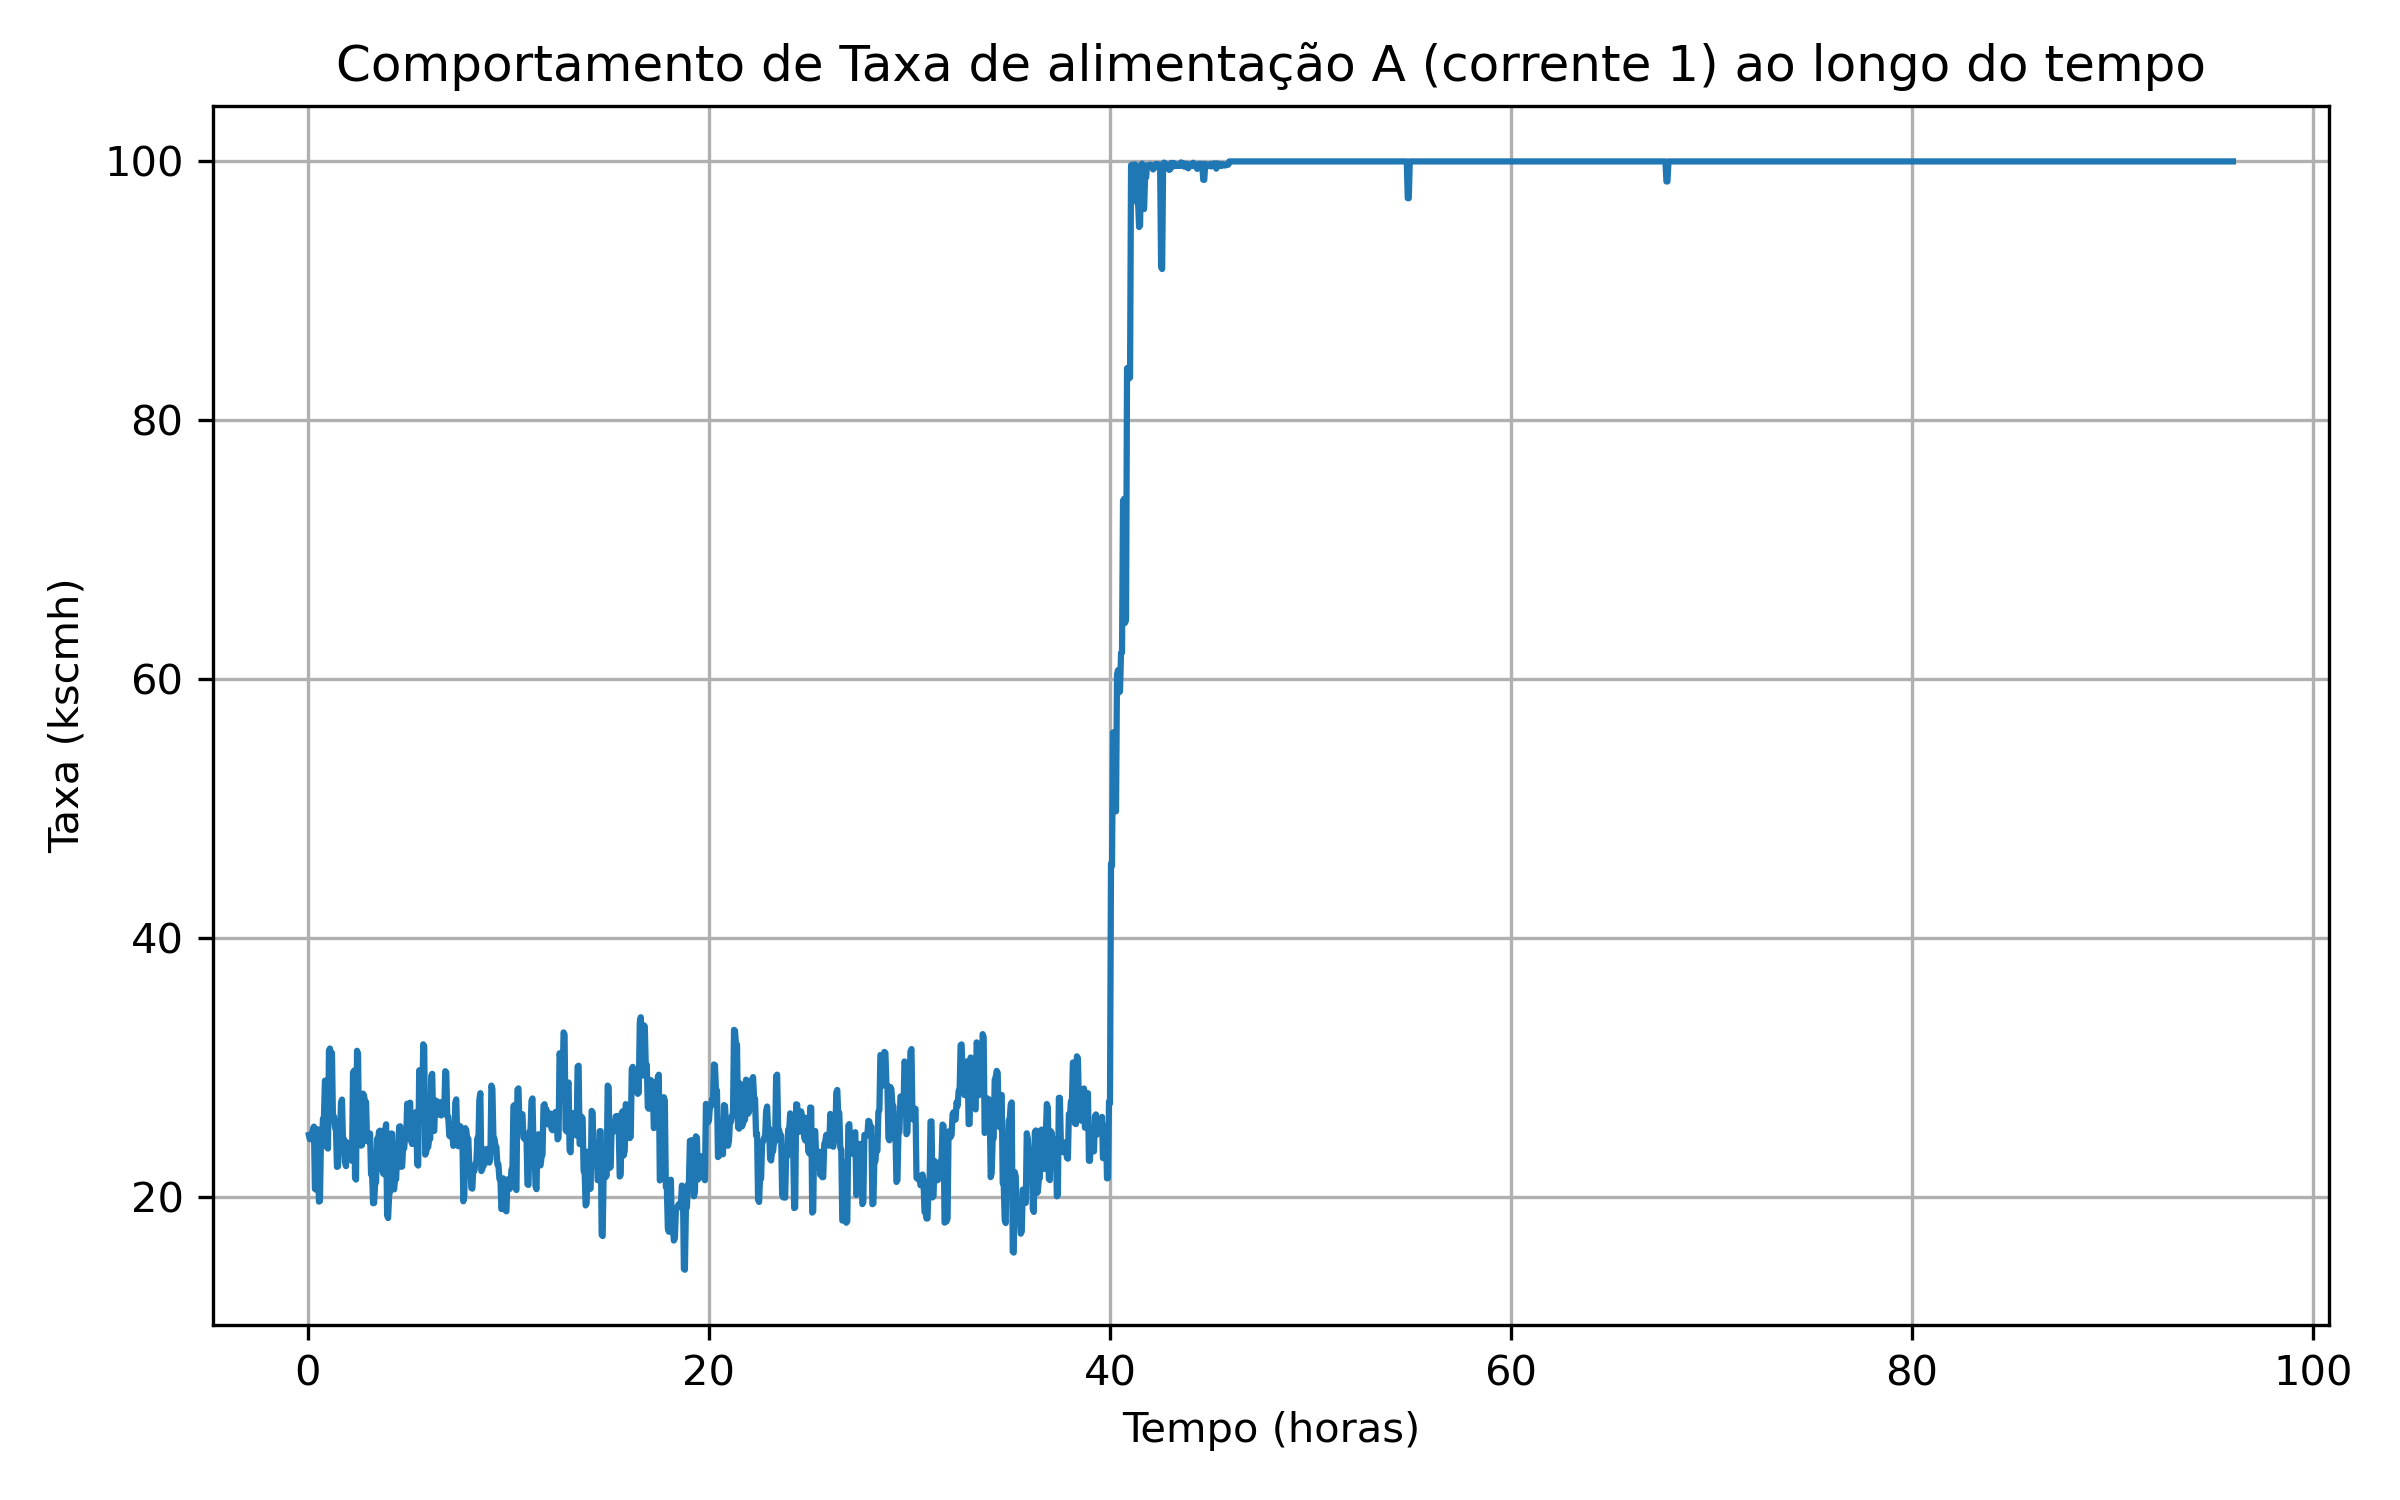 Comportamento de Taxa de alimentação A (corrente 1) ao longo do tempo
Taxa (kscmh)
100
80
60
40
20
0 20 40 60 80 100
Tempo (horas)